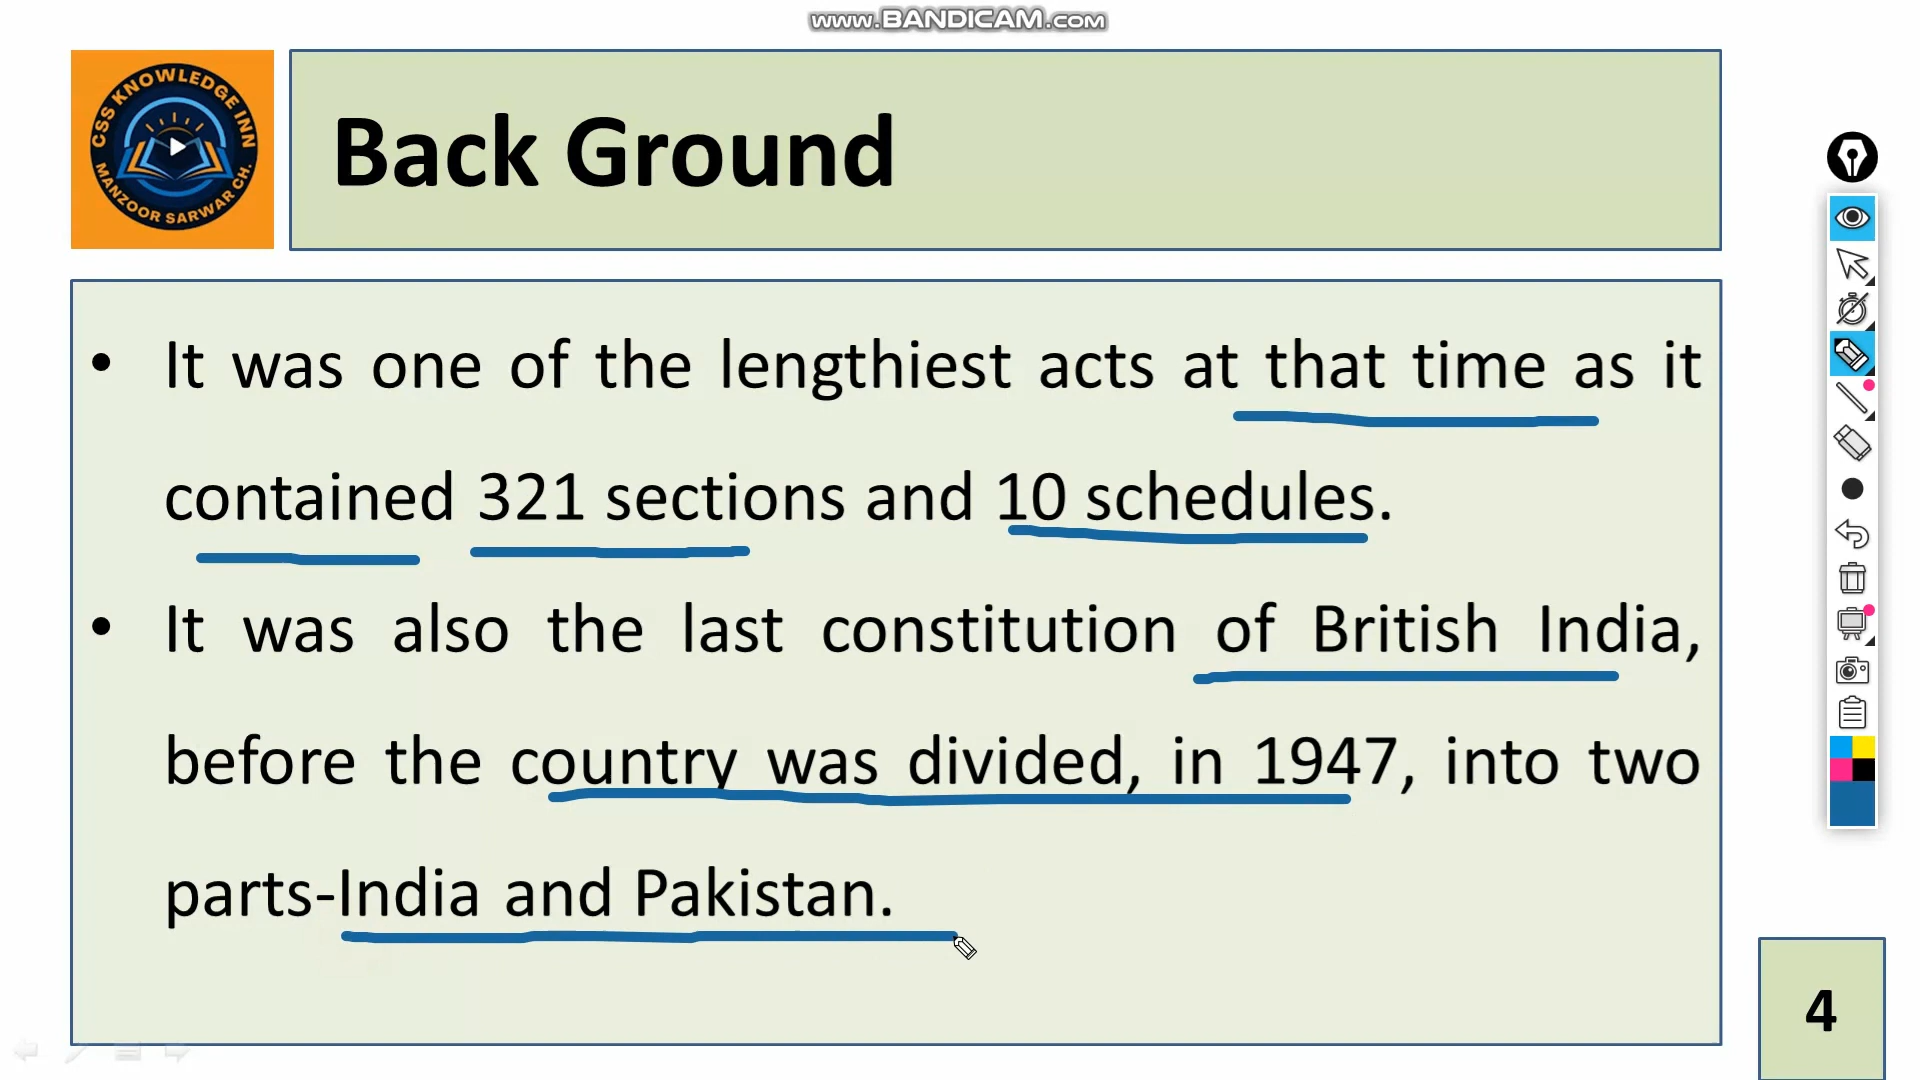 www.BANDICAM.com
CSS KNOWLEDGE INN
MANZOOR SARWAR CH.
Back Ground
• It was one of the lengthiest acts at that time as it
contained 321 sections and 10 schedules.
• It was also the last constitution of British India,
before the country was divided, in 1947, into two
parts-India and Pakistan.
4